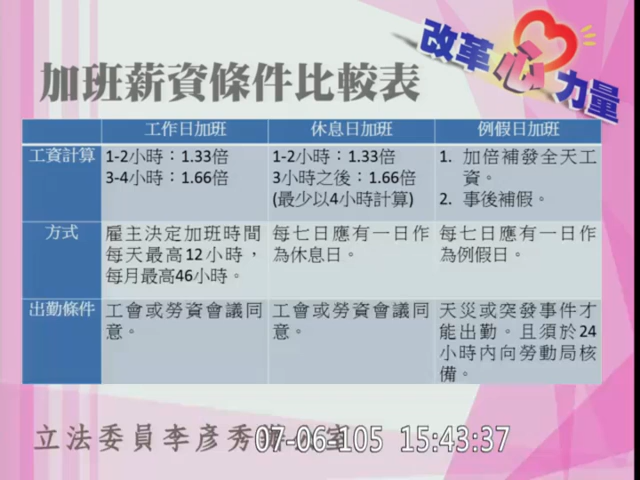 改革心力量
加班薪資條件比較表
工作日加班
休息日加班
例假日加班
工資計算
1-2小時：1.33倍
3-4小時：1.66倍
1-2小時：1.33倍
3小時之後：1.66倍
(最少以4小時計算)
1. 加倍補發全天工
資。
2. 事後補假。
方式
雇主決定加班時間
每天最高12小時，
每月最高46小時。
每七日應有一日作
為休息日。
每七日應有一日作
為例假日。
出勤條件
工會或勞資會議同
意。
工會或勞資會議同
意。
天災或突發事件才
能出勤。且須於24
小時內向勞動局核
備。
立法委員李彥秀
07-06-105 15:43:37